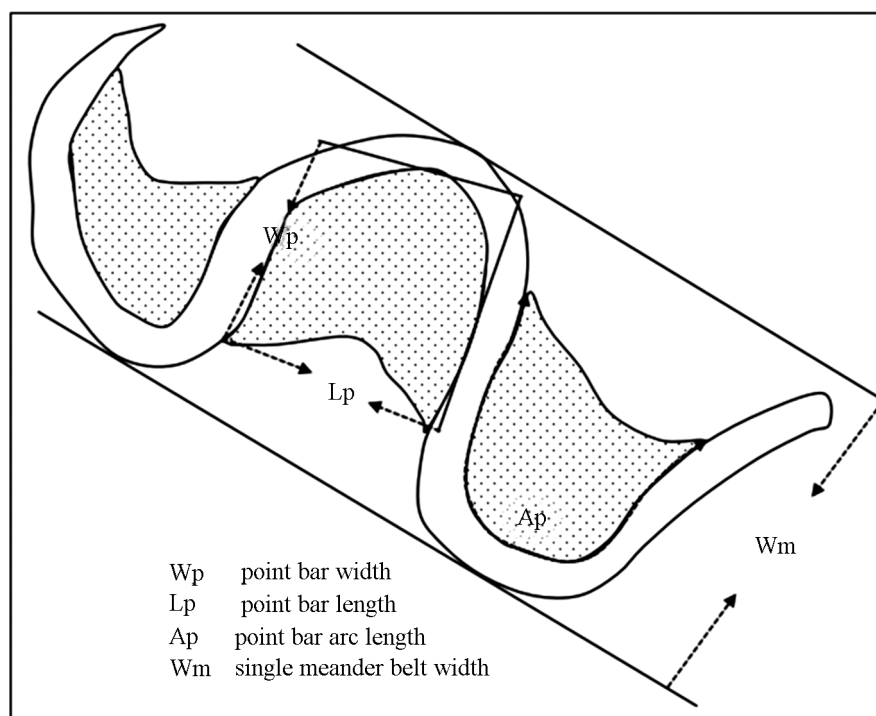 Wp
Lp
Ap
Wm
Wp point bar width
Lp point bar length
Ap point bar arc length
Wm single meander belt width